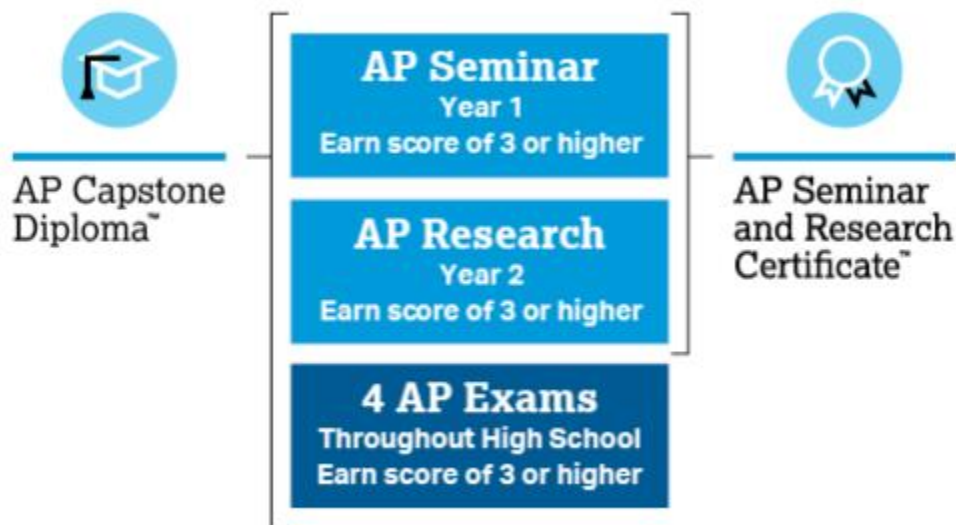 AP Capstone
Diploma™
AP Seminar
Year 1
Earn score of 3 or higher
AP Research
Year 2
Earn score of 3 or higher
4 AP Exams
Throughout High School
Earn score of 3 or higher
AP Seminar
and Research
Certificate™